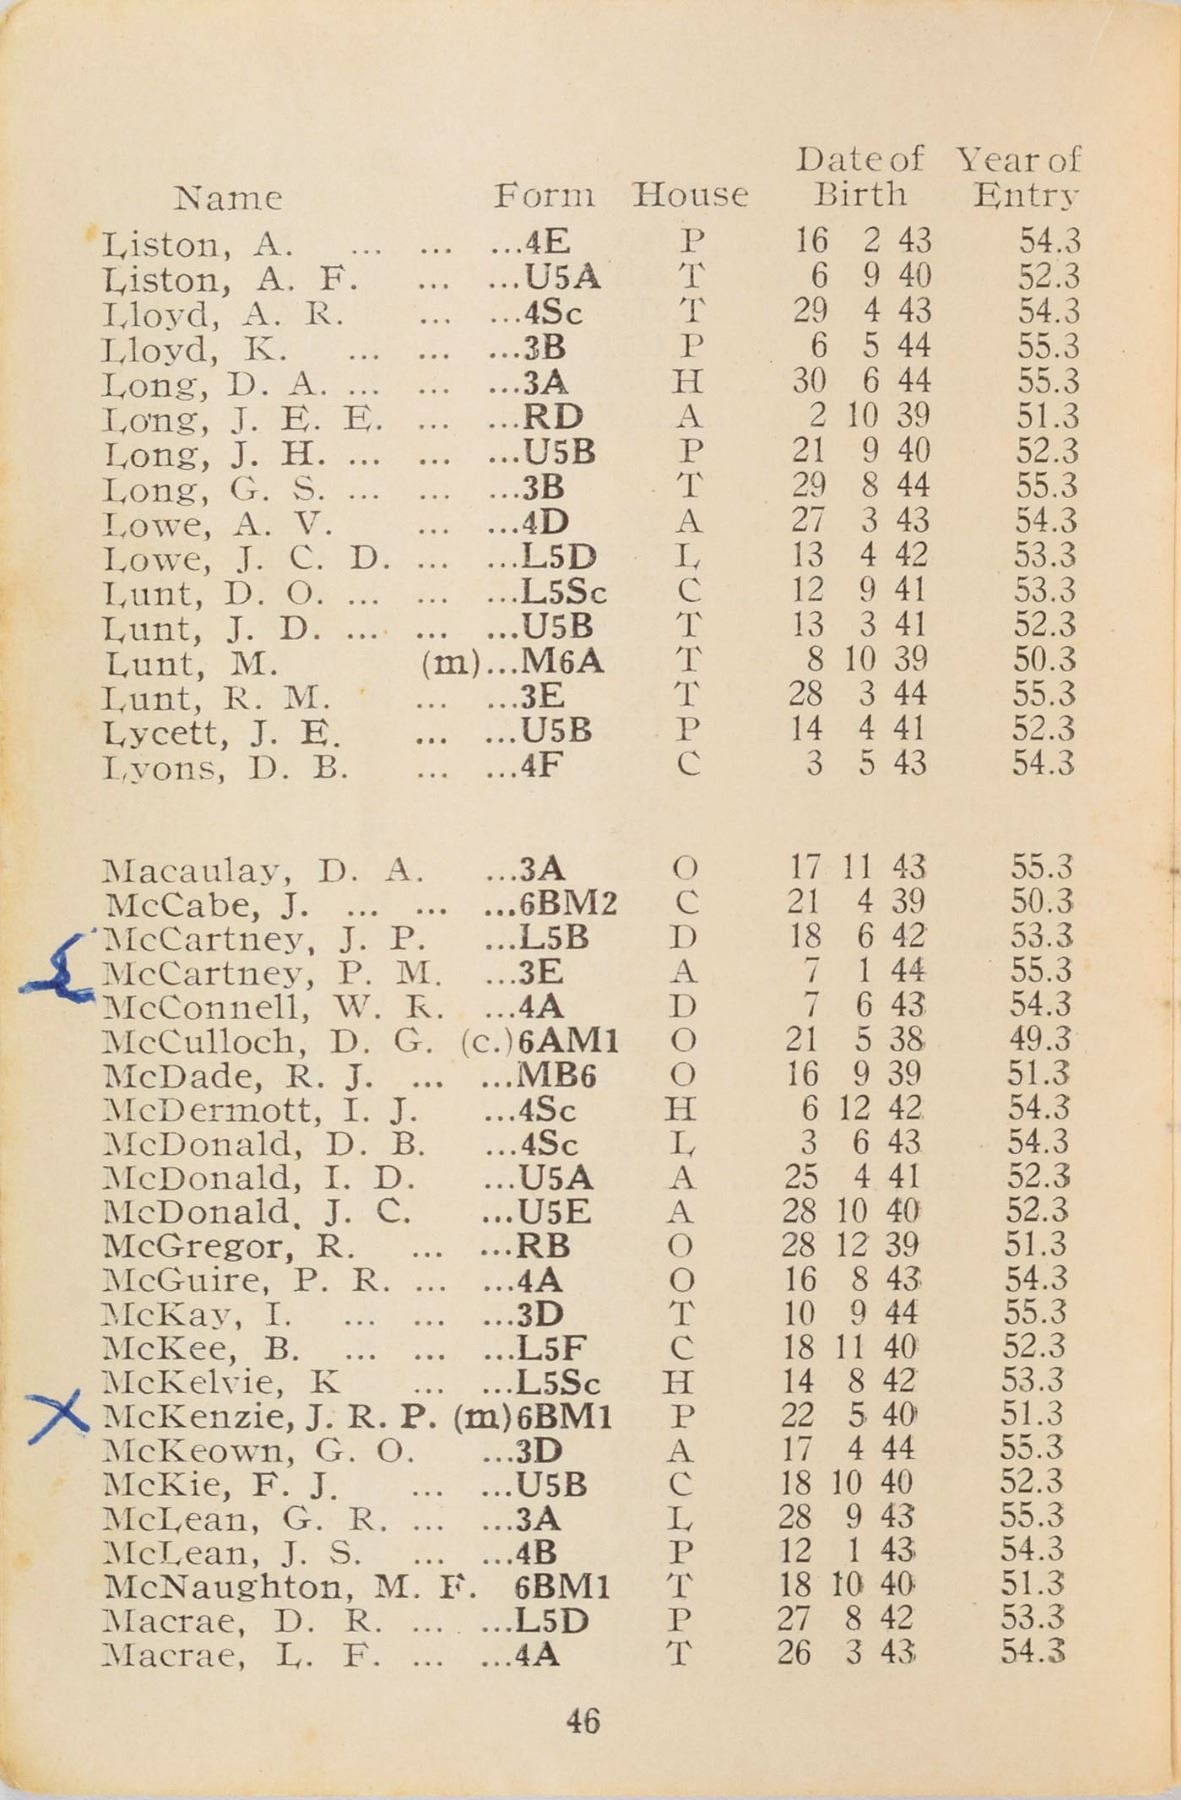 Date of Year of
Name Form House Birth Entry
Liston, A. ... ... ...4E P 16 2 43 54.3
Liston, A. F. ... ...U5A T 6 9 40 52.3
Lloyd, A. R. ... ...4Sc T 29 4 43 54.3
Lloyd, K. ... ... ...3B P 6 5 44 55.3
Long, D. A. ... ... ...3A H 30 6 44 55.3
Long, J. E. E. ... ...RD A 2 10 39 51.3
Long, J. H. ... ... ...U5B P 21 9 40 52.3
Long, G. S. ... ... ...3B T 29 8 44 55.3
Lowe, A. V. ... ...4D A 27 3 43 54.3
Lowe, J. C. D. ... ...L5D L 13 4 42 53.3
Lunt, D. O. ... ... ...L5Sc C 12 9 41 53.3
Lunt, J. D. ... ... ...U5B T 13 3 41 52.3
Lunt, M. (m)...M6A T 8 10 39 50.3
Lunt, R. M. ... ...3E T 28 3 44 55.3
Lycett, J. E. ... ...U5B P 14 4 41 52.3
Lyons, D. B. ... ...4F C 3 5 43 54.3
Macaulay, D. A. ...3A O 17 11 43 55.3
McCabe, J. ... ... ...6BM2 C 21 4 39 50.3
McCartney, J. P. ...L5B D 18 6 42 53.3
McCartney, P. M. ...3E A 7 1 44 55.3
McConnell, W. R. ...4A D 7 6 43 54.3
McCulloch, D. G. (c.)6AM1 O 21 5 38 49.3
McDade, R. J. ... ...MB6 O 16 9 39 51.3
McDermott, I. J. ...4Sc H 6 12 42 54.3
McDonald, D. B. ...4Sc L 3 6 43 54.3
McDonald, I. D. ...U5A A 25 4 41 52.3
McDonald, J. C. ...U5E A 28 10 40 52.3
McGregor, R. ... ...RB O 28 12 39 51.3
McGuire, P. R. ... ...4A O 16 8 43 54.3
McKay, I. ... ... ...3D T 10 9 44 55.3
McKee, B. ... ... ...L5F C 18 11 40 52.3
McKelvie, K ... ...L5Sc H 14 8 42 53.3
X McKenzie, J. R. P. (m)6BM1 P 22 5 40 51.3
McKeown, G. O. ...3D A 17 4 44 55.3
McKie, F. J. ... ...U5B C 18 10 40 52.3
McLean, G. R. ... ...3A L 28 9 43 55.3
McLean, J. S. ... ...4B P 12 1 43 54.3
McNaughton, M. F. 6BM1 T 18 10 40 51.3
Macrae, D. R. ... ...L5D P 27 8 42 53.3
Macrae, L. F. ... ...4A T 26 3 43 54.3
46